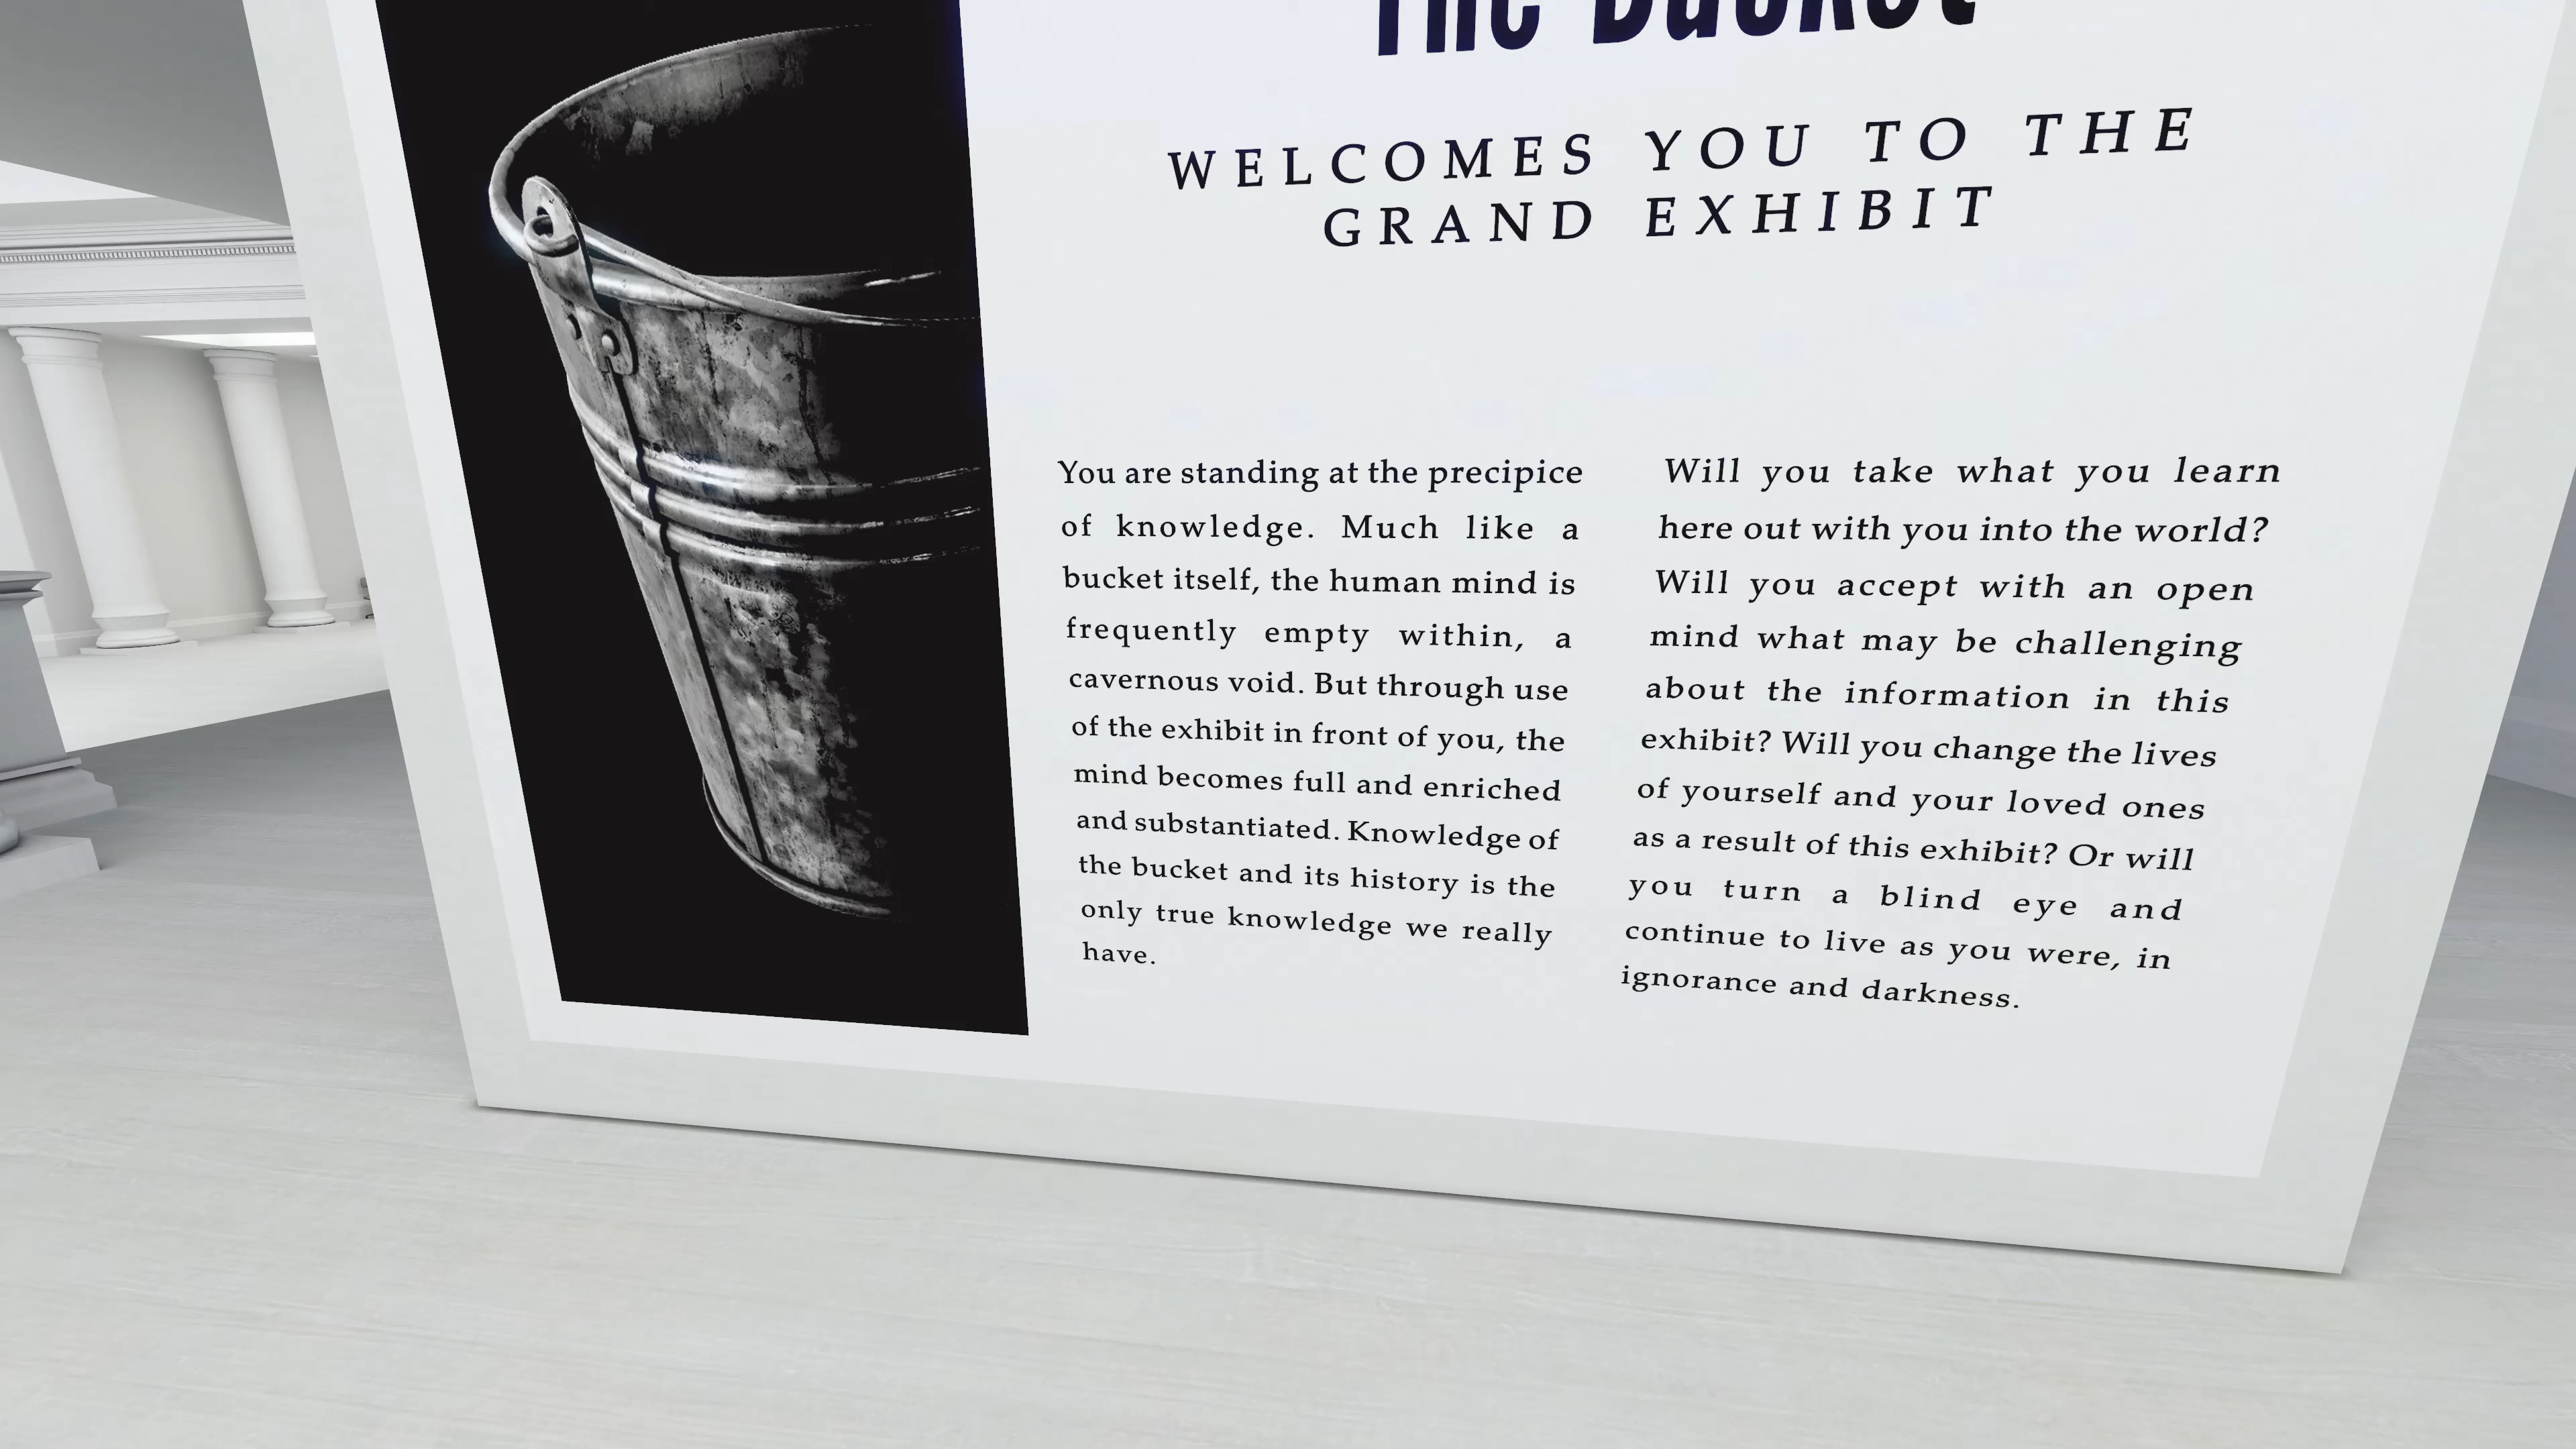 The Bucket
WELCOMES YOU TO THE
GRAND EXHIBIT
You are standing at the precipice
of knowledge. Much like a
bucket itself, the human mind is
frequently empty within, a
cavernous void. But through use
of the exhibit in front of you, the
mind becomes full and enriched
and substantiated. Knowledge of
the bucket and its history is the
only true knowledge we really
have.
Will you take what you learn
here out with you into the world?
Will you accept with an open
mind what may be challenging
about the information in this
exhibit? Will you change the lives
of yourself and your loved ones
as a result of this exhibit? Or will
you turn a blind eye and
continue to live as you were, in
ignorance and darkness.